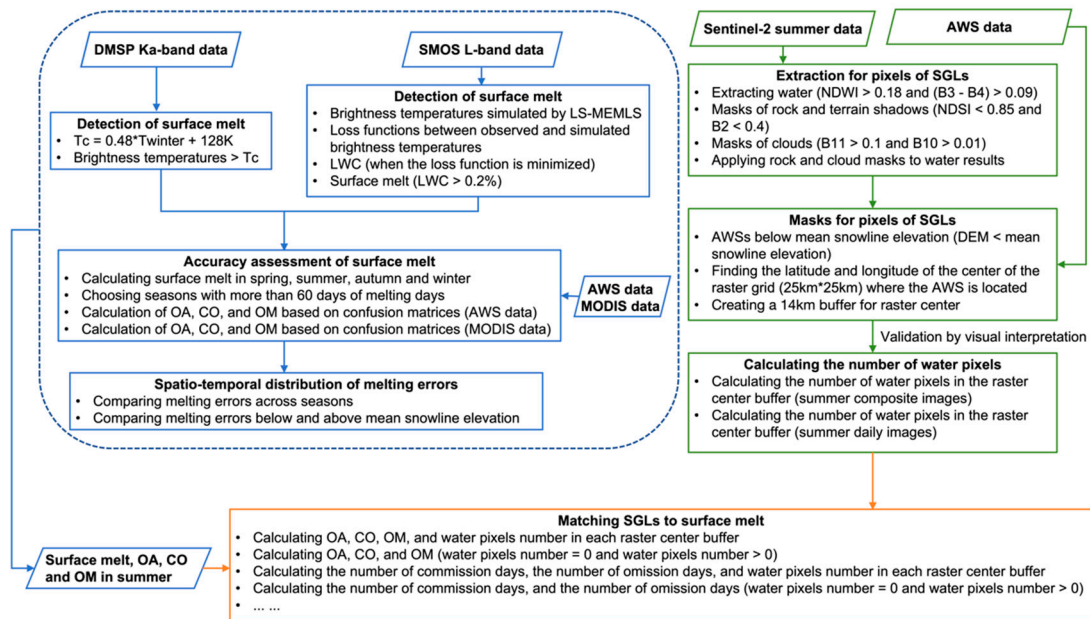 DMSP Ka-band data
SMOS L-band data
Detection of surface melt
• Tc = 0.48*Twinter + 128K
• Brightness temperatures > Tc
Detection of surface melt
• Brightness temperatures simulated by LS-MEMLS
• Loss functions between observed and simulated
brightness temperatures
• LWC (when the loss function is minimized)
• Surface melt (LWC > 0.2%)
Accuracy assessment of surface melt
• Calculating surface melt in spring, summer, autumn and winter
• Choosing seasons with more than 60 days of melting days
• Calculation of OA, CO, and OM based on confusion matrices (AWS data)
• Calculation of OA, CO, and OM based on confusion matrices (MODIS data)
AWS data
MODIS data
Spatio-temporal distribution of melting errors
• Comparing melting errors across seasons
• Comparing melting errors below and above mean snowline elevation
Sentinel-2 summer data
AWS data
Extraction for pixels of SGLs
• Extracting water (NDWI > 0.18 and (B3 - B4) > 0.09)
• Masks of rock and terrain shadows (NDSI < 0.85 and
B2 < 0.4)
• Masks of clouds (B11 > 0.1 and B10 > 0.01)
• Applying rock and cloud masks to water results
Masks for pixels of SGLs
• AWSs below mean snowline elevation (DEM < mean
snowline elevation)
• Finding the latitude and longitude of the center of the
raster grid (25km*25km) where the AWS is located
• Creating a 14km buffer for raster center
Validation by visual interpretation
Calculating the number of water pixels
• Calculating the number of water pixels in the raster
center buffer (summer composite images)
• Calculating the number of water pixels in the raster
center buffer (summer daily images)
Surface melt, OA, CO
and OM in summer
Matching SGLs to surface melt
• Calculating OA, CO, OM, and water pixels number in each raster center buffer
• Calculating OA, CO, and OM (water pixels number = 0 and water pixels number > 0)
• Calculating the number of commission days, the number of omission days, and water pixels number in each raster center buffer
• Calculating the number of commission days, and the number of omission days (water pixels number = 0 and water pixels number > 0)
• ... ...